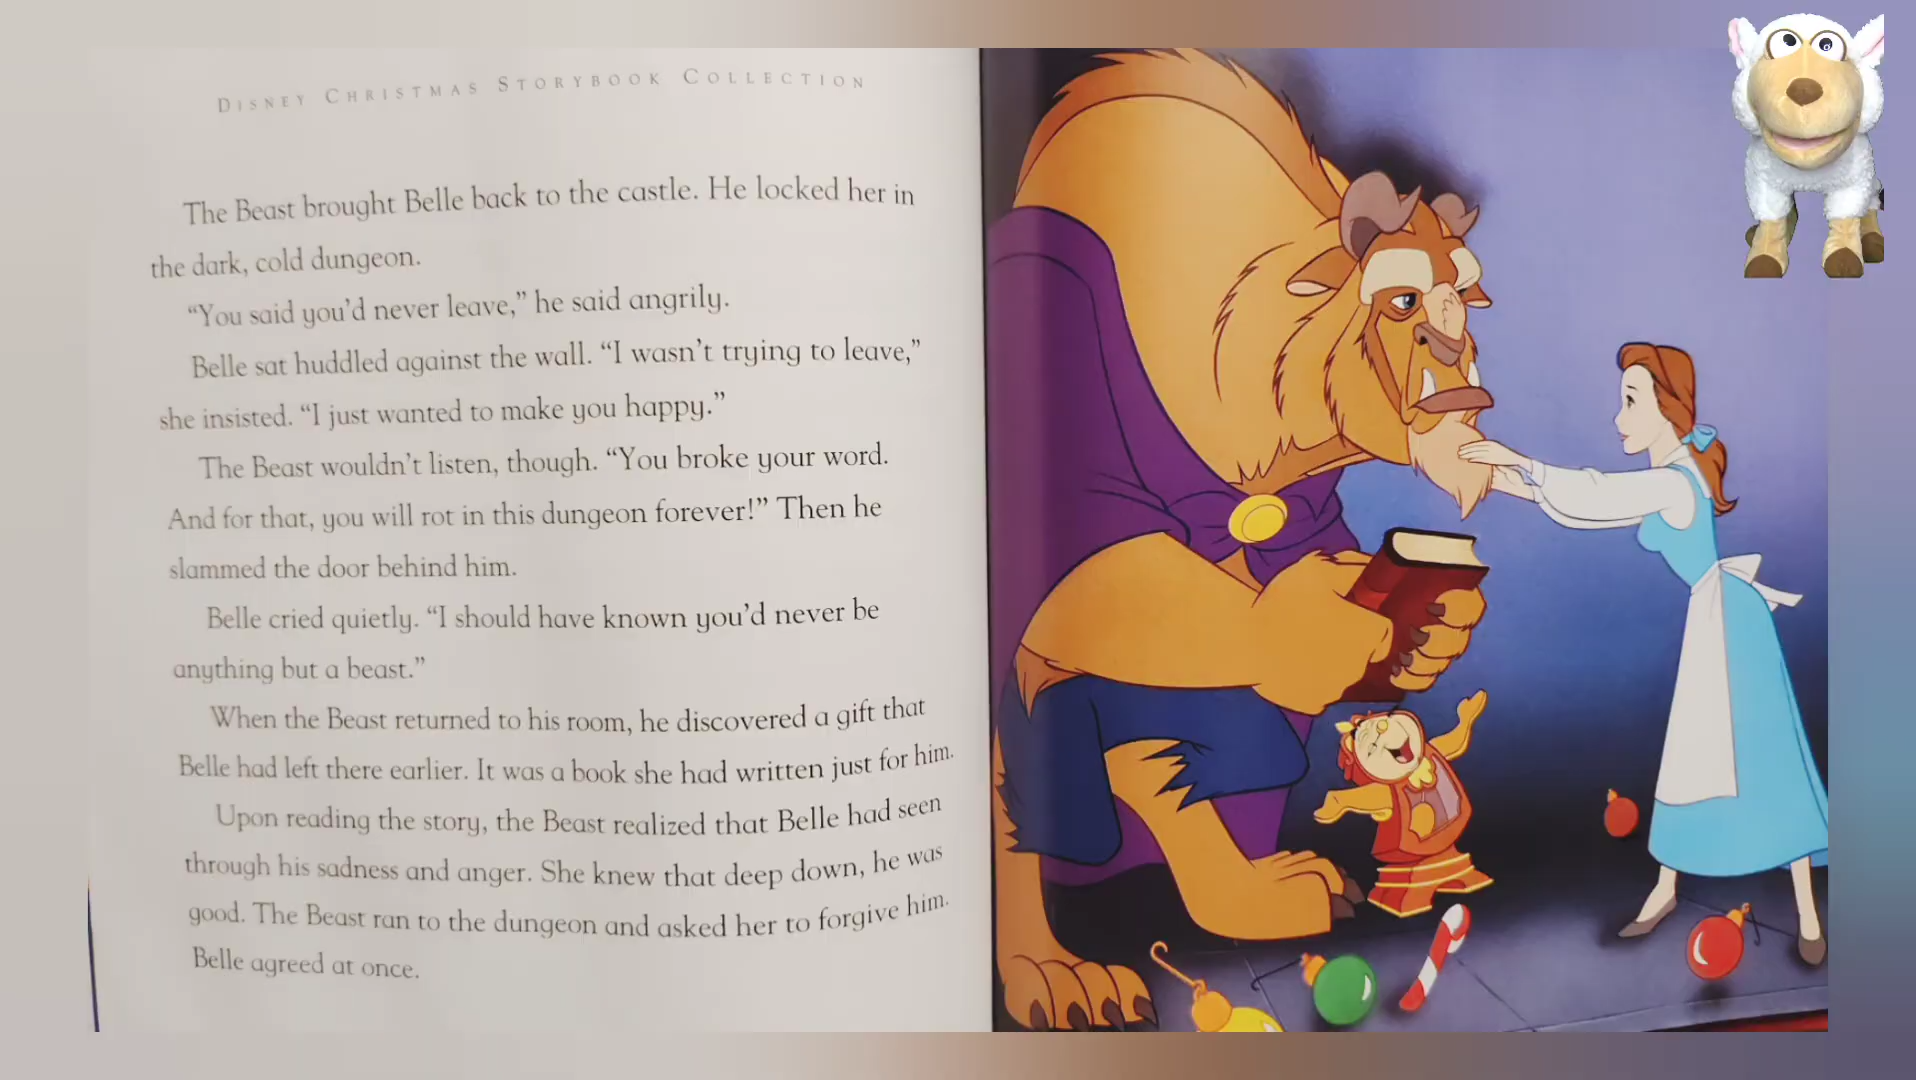 DISNEY CHRISTMAS STORYBOOK COLLECTION
The Beast brought Belle back to the castle. He locked her in
the dark, cold dungeon.
“You said you’d never leave,” he said angrily.
Belle sat huddled against the wall. “I wasn’t trying to leave,”
she insisted. “I just wanted to make you happy.”
The Beast wouldn’t listen, though. “You broke your word.
And for that, you will rot in this dungeon forever!” Then he
slammed the door behind him.
Belle cried quietly. “I should have known you’d never be
anything but a beast.”
When the Beast returned to his room, he discovered a gift that
Belle had left there earlier. It was a book she had written just for him.
Upon reading the story, the Beast realized that Belle had seen
through his sadness and anger. She knew that deep down, he was
good. The Beast ran to the dungeon and asked her to forgive him.
Belle agreed at once.